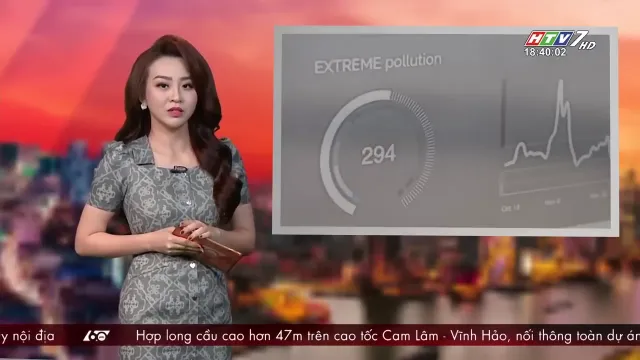 HTV7 HD
18:40:02
EXTREME pollution
294
y nội địa Hợp long cầu cao hơn 47m trên cao tốc Cam Lâm - Vĩnh Hảo, nối thông toàn dự án